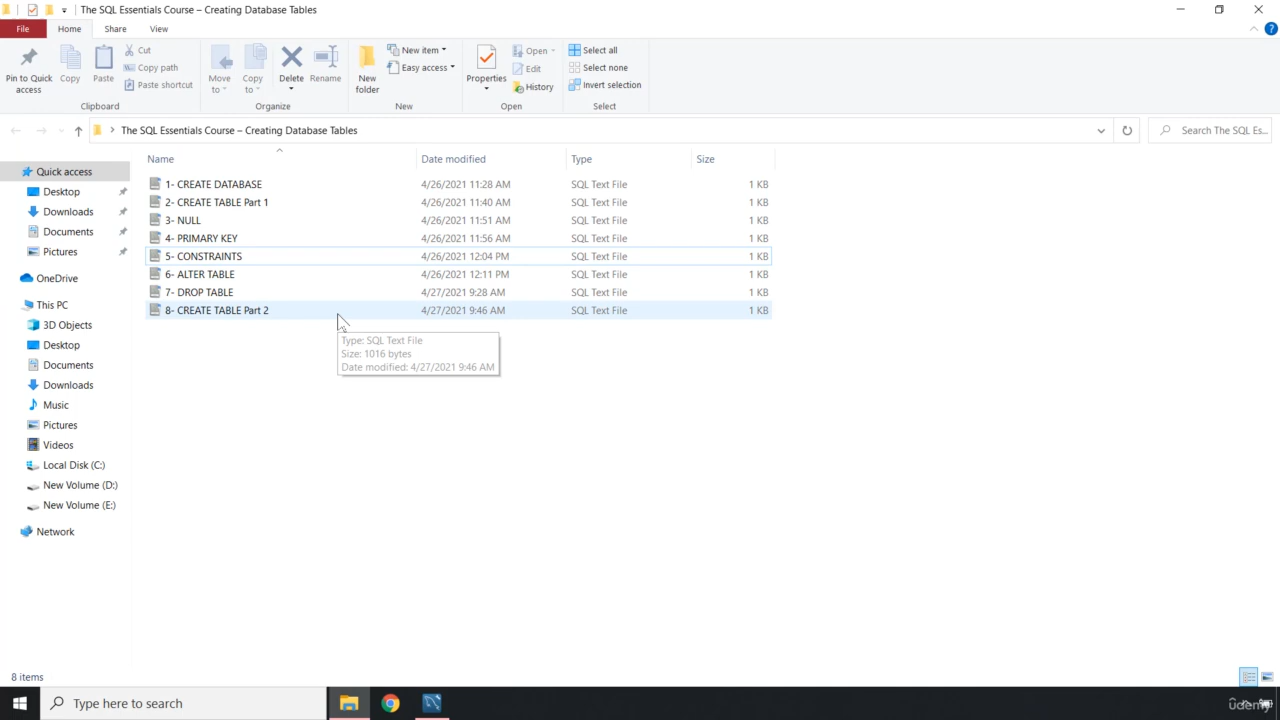 The SQL Essentials Course – Creating Database Tables
File Home Share View
Pin to Quick access
Copy
Paste
Cut
Copy path
Paste shortcut
Clipboard
Move to
Copy to
Delete
Rename
Organize
New folder
New item
Easy access
New
Properties
Open
Edit
History
Open
Select all
Select none
Invert selection
Select
The SQL Essentials Course – Creating Database Tables
Search The SQL Es...
Name Date modified Type Size
1- CREATE DATABASE 4/26/2021 11:28 AM SQL Text File 1 KB
2- CREATE TABLE Part 1 4/26/2021 11:40 AM SQL Text File 1 KB
3- NULL 4/26/2021 11:51 AM SQL Text File 1 KB
4- PRIMARY KEY 4/26/2021 11:56 AM SQL Text File 1 KB
5- CONSTRAINTS 4/26/2021 12:04 PM SQL Text File 1 KB
6- ALTER TABLE 4/26/2021 12:11 PM SQL Text File 1 KB
7- DROP TABLE 4/27/2021 9:28 AM SQL Text File 1 KB
8- CREATE TABLE Part 2 4/27/2021 9:46 AM SQL Text File 1 KB
Type: SQL Text File
Size: 1016 bytes
Date modified: 4/27/2021 9:46 AM
Quick access
Desktop
Downloads
Documents
Pictures
OneDrive
This PC
3D Objects
Desktop
Documents
Downloads
Music
Pictures
Videos
Local Disk (C:)
New Volume (D:)
New Volume (E:)
Network
8 items
Type here to search
udemy